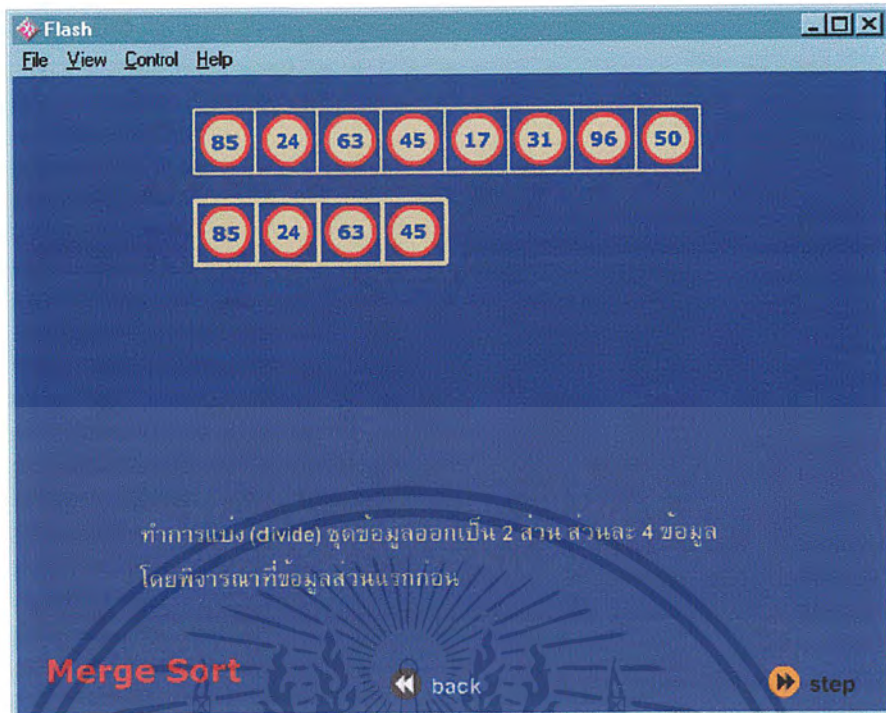 Flash
File View Control Help
85 24 63 45 17 31 96 50
85 24 63 45
ทำการแบ่ง (divide) ชุดข้อมูลออกเป็น 2 ส่วน ส่วนละ 4 ข้อมูล
โดยพิจารณาที่ข้อมูลส่วนแรกก่อน
Merge Sort back step